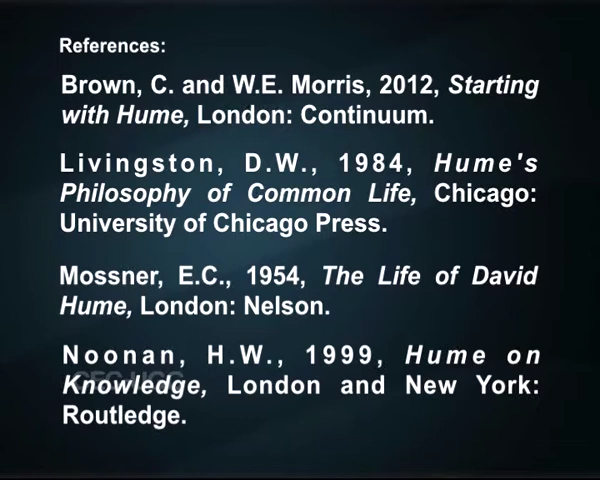 References:
Brown, C. and W.E. Morris, 2012, Starting
with Hume, London: Continuum.
Livingston, D.W., 1984, Hume's
Philosophy of Common Life, Chicago:
University of Chicago Press.
Mossner, E.C., 1954, The Life of David
Hume, London: Nelson.
Noonan, H.W., 1999, Hume on
Knowledge, London and New York:
Routledge.